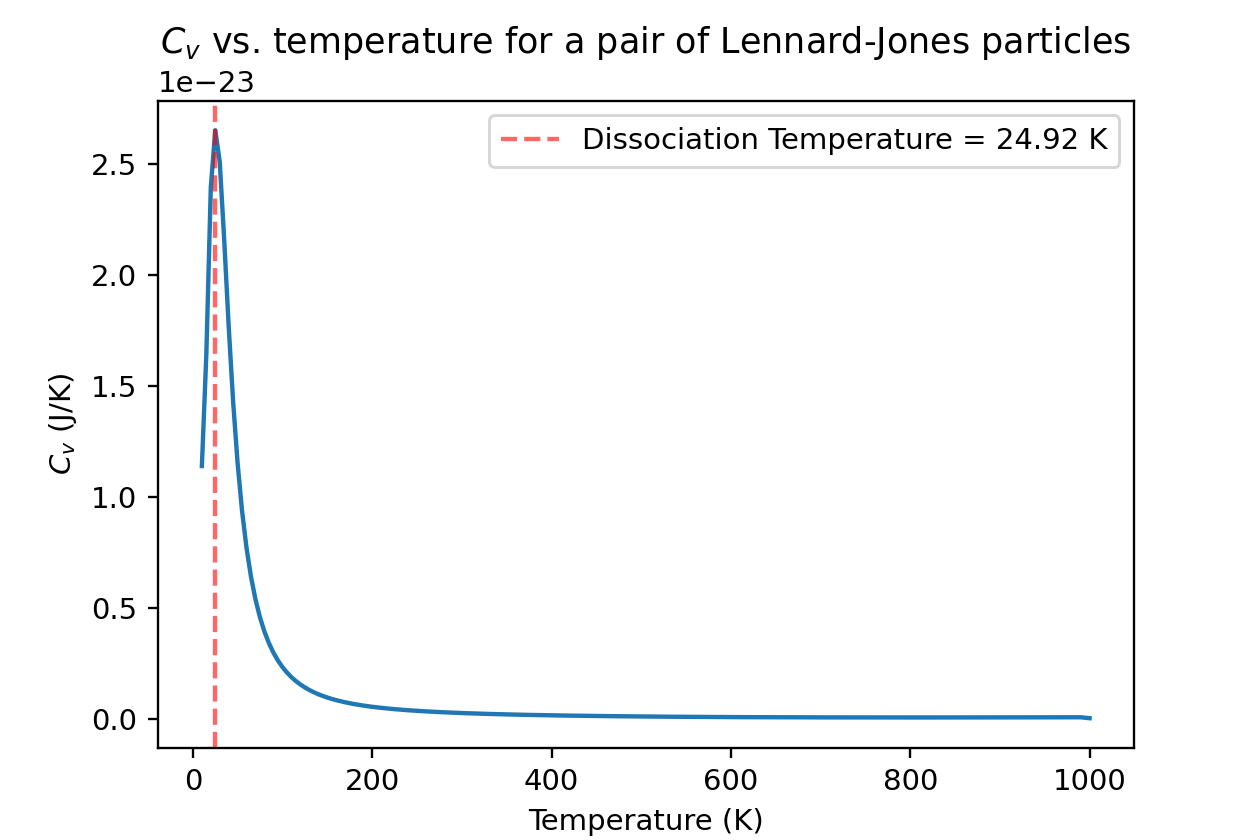 C_v vs. temperature for a pair of Lennard-Jones particles
1e−23
Dissociation Temperature = 24.92 K
2.5
2.0
1.5
1.0
0.5
0.0
C_v (J/K)
0 200 400 600 800 1000
Temperature (K)